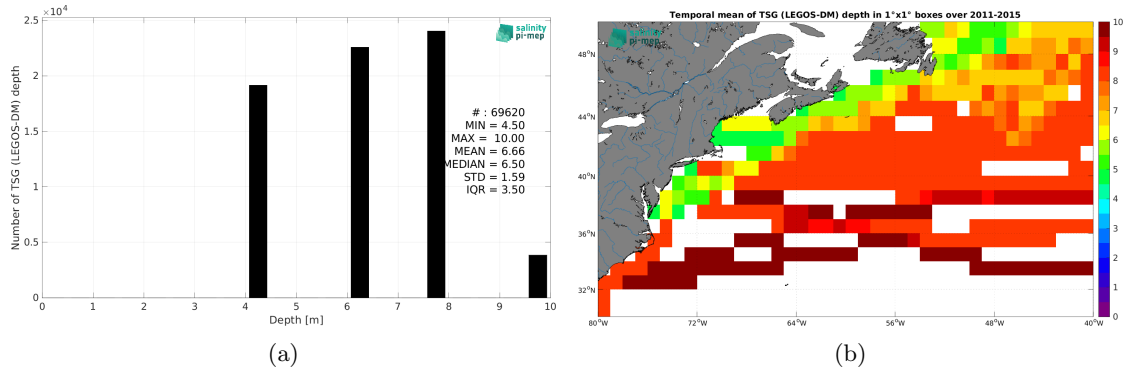 ×10⁴
2.5
2
1.5
1
0.5
0
0 1 2 3 4 5 6 7 8 9 10
Number of TSG (LEGOS-DM) depth
Depth [m]
salinity
pi-mep
# : 69620
MIN = 4.50
MAX = 10.00
MEAN = 6.66
MEDIAN = 6.50
STD = 1.59
IQR = 3.50
(a)
Temporal mean of TSG (LEGOS-DM) depth in 1°x1° boxes over 2011-2015
salinity
pi-mep
48°N
44°N
40°N
36°N
32°N
80°W 72°W 64°W 56°W 48°W 40°W
10
9
8
7
6
5
4
3
2
1
0
(b)